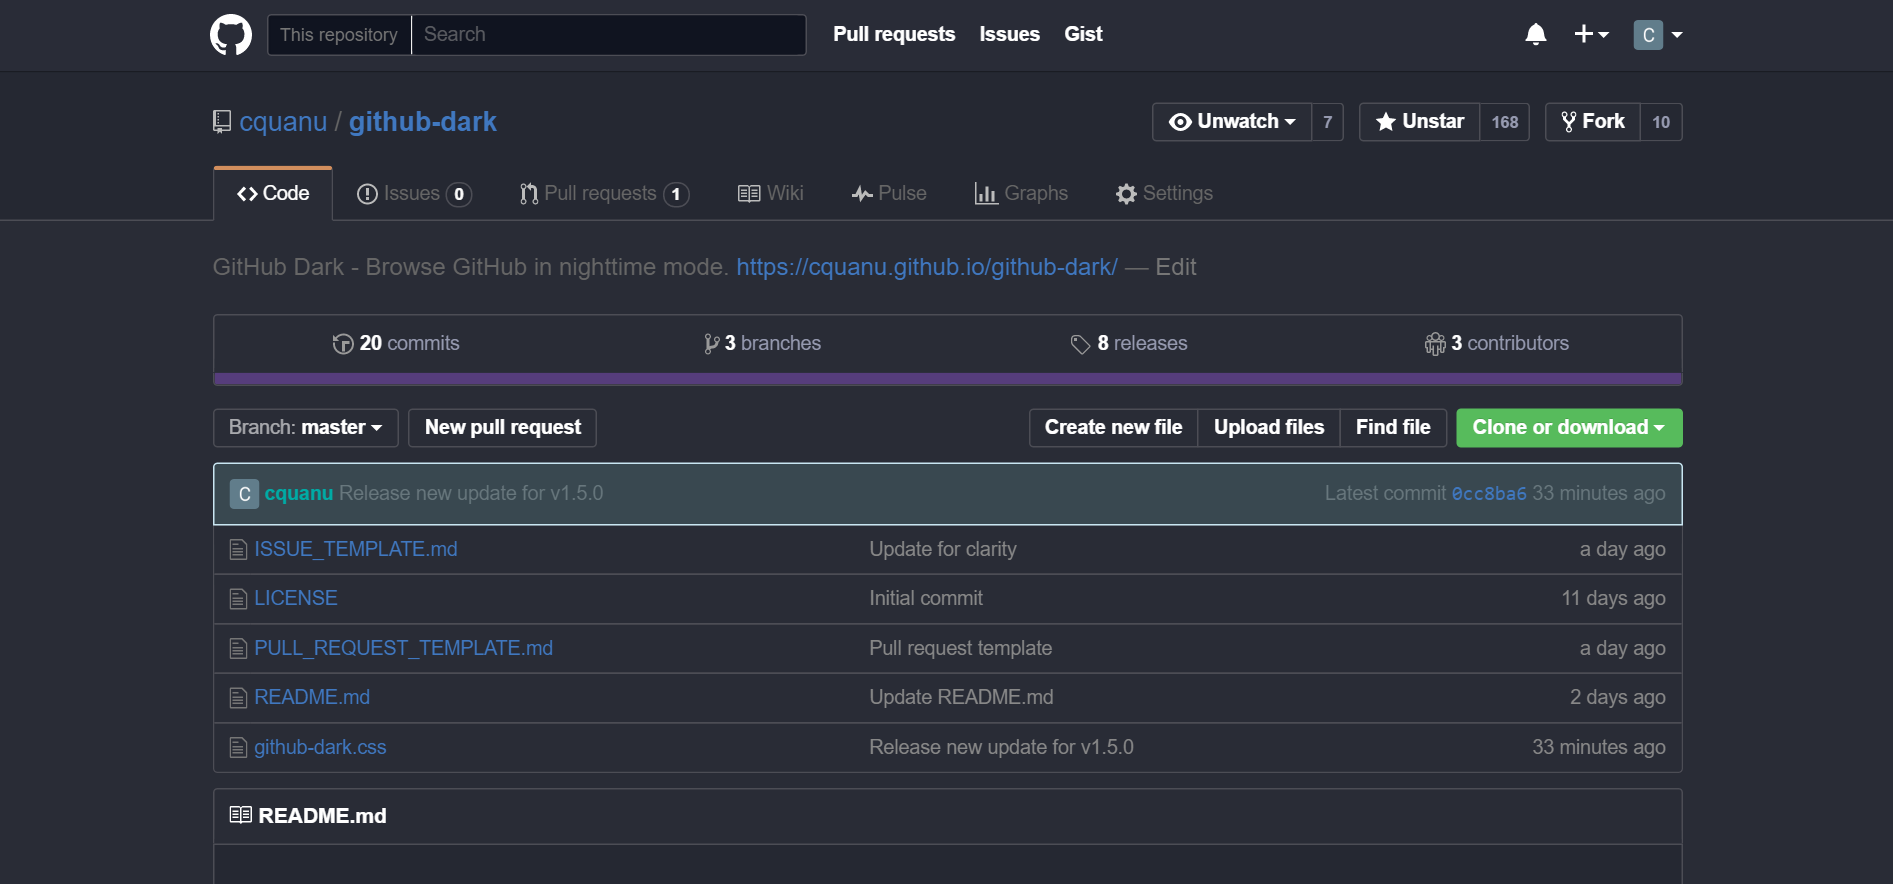 This repository Search Pull requests Issues Gist C
cquanu / github-dark Unwatch 7 Unstar 168 Fork 10
Code Issues 0 Pull requests 1 Wiki Pulse Graphs Settings
GitHub Dark - Browse GitHub in nighttime mode. https://cquanu.github.io/github-dark/ — Edit
20 commits 3 branches 8 releases 3 contributors
Branch: master New pull request Create new file Upload files Find file Clone or download
C cquanu Release new update for v1.5.0 Latest commit 0cc8ba6 33 minutes ago
ISSUE_TEMPLATE.md Update for clarity a day ago
LICENSE Initial commit 11 days ago
PULL_REQUEST_TEMPLATE.md Pull request template a day ago
README.md Update README.md 2 days ago
github-dark.css Release new update for v1.5.0 33 minutes ago
README.md